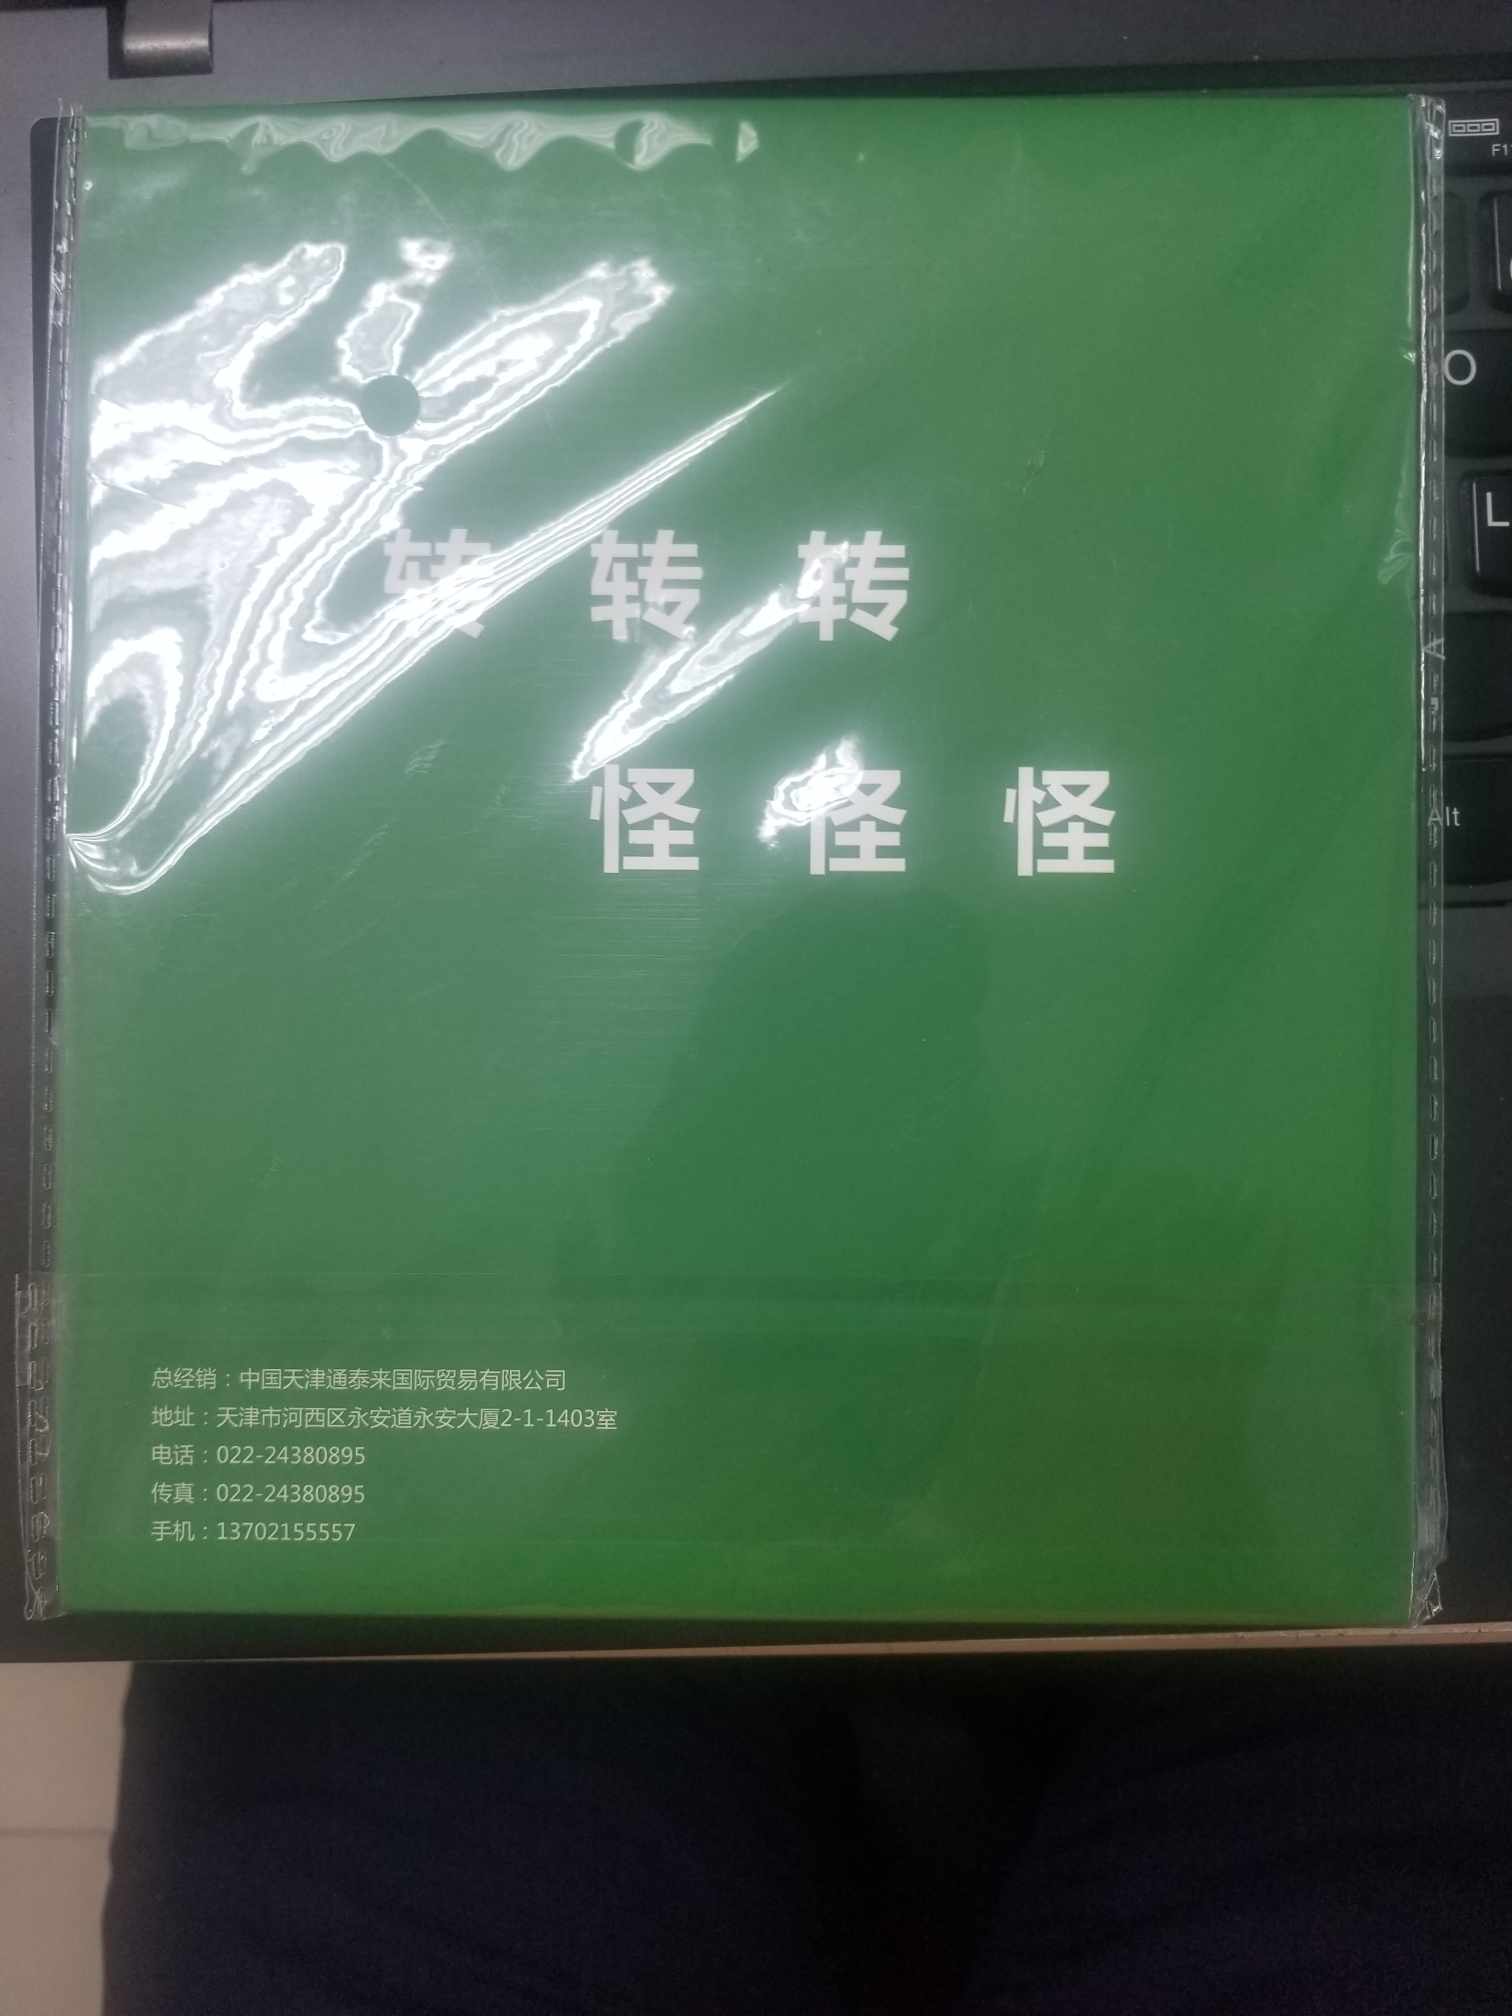 转 转 转
怪 怪 怪
总经销：中国天津通泰来国际贸易有限公司
地址：天津市河西区永安道永安大厦2-1-1403室
电话：022-24380895
传真：022-24380895
手机：13702155557
O
L
Alt